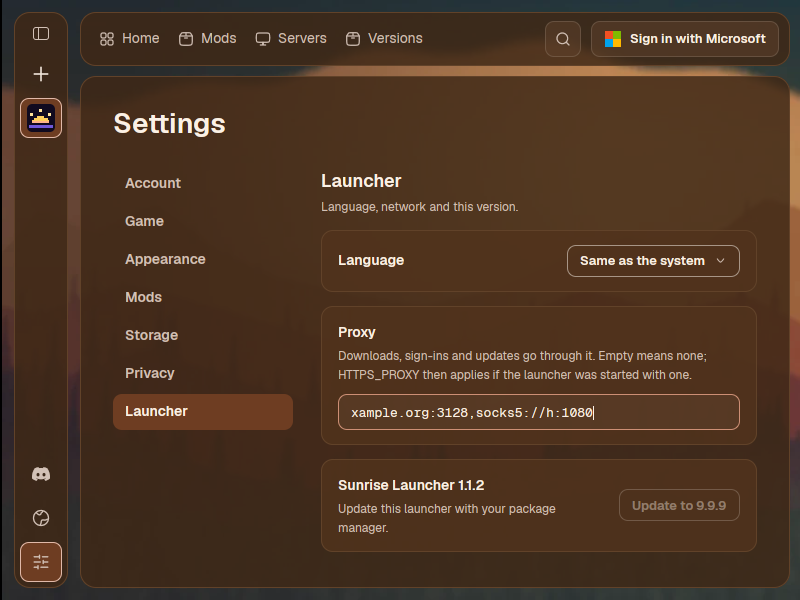 Home
Mods
Servers
Versions
Sign in with Microsoft
Settings
Account
Game
Appearance
Mods
Storage
Privacy
Launcher
Launcher
Language, network and this version.
Language
Same as the system
Proxy
Downloads, sign-ins and updates go through it. Empty means none;
HTTPS_PROXY then applies if the launcher was started with one.
xample.org:3128,socks5://h:1080
Sunrise Launcher 1.1.2
Update this launcher with your package
manager.
Update to 9.9.9